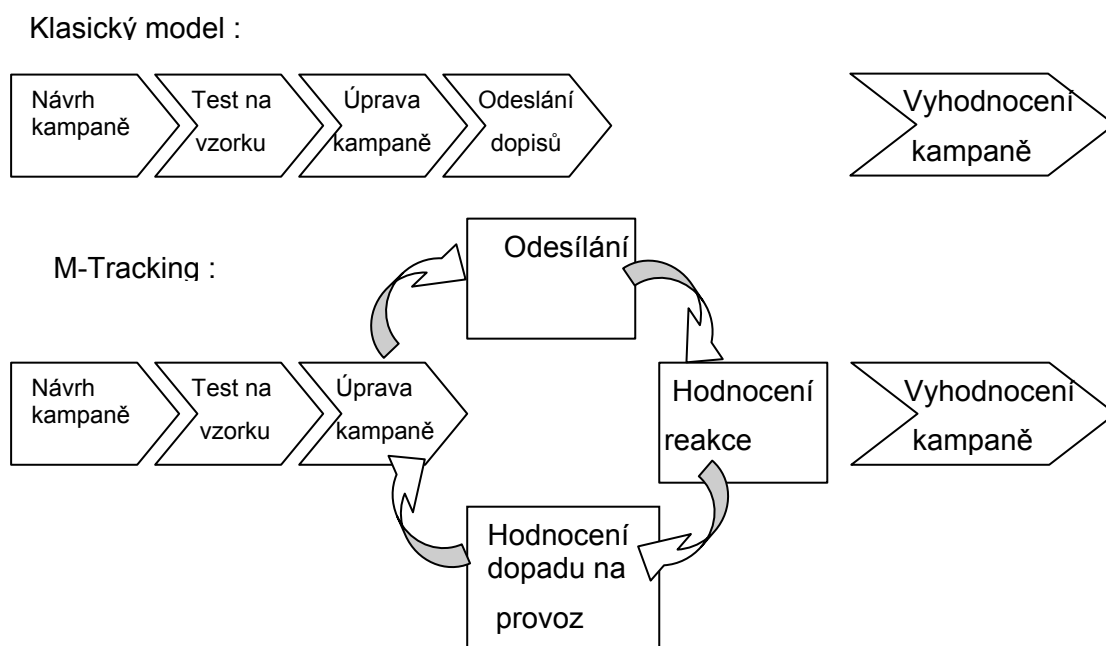 Klasický model :
Návrh
kampaně
Test na
vzorku
Úprava
kampaně
Odeslání
dopisů
Vyhodnocení
kampaně
M-Tracking :
Odesílání
Návrh
kampaně
Test na
vzorku
Úprava
kampaně
Hodnocení
reakce
Vyhodnocení
kampaně
Hodnocení
dopadu na
provoz